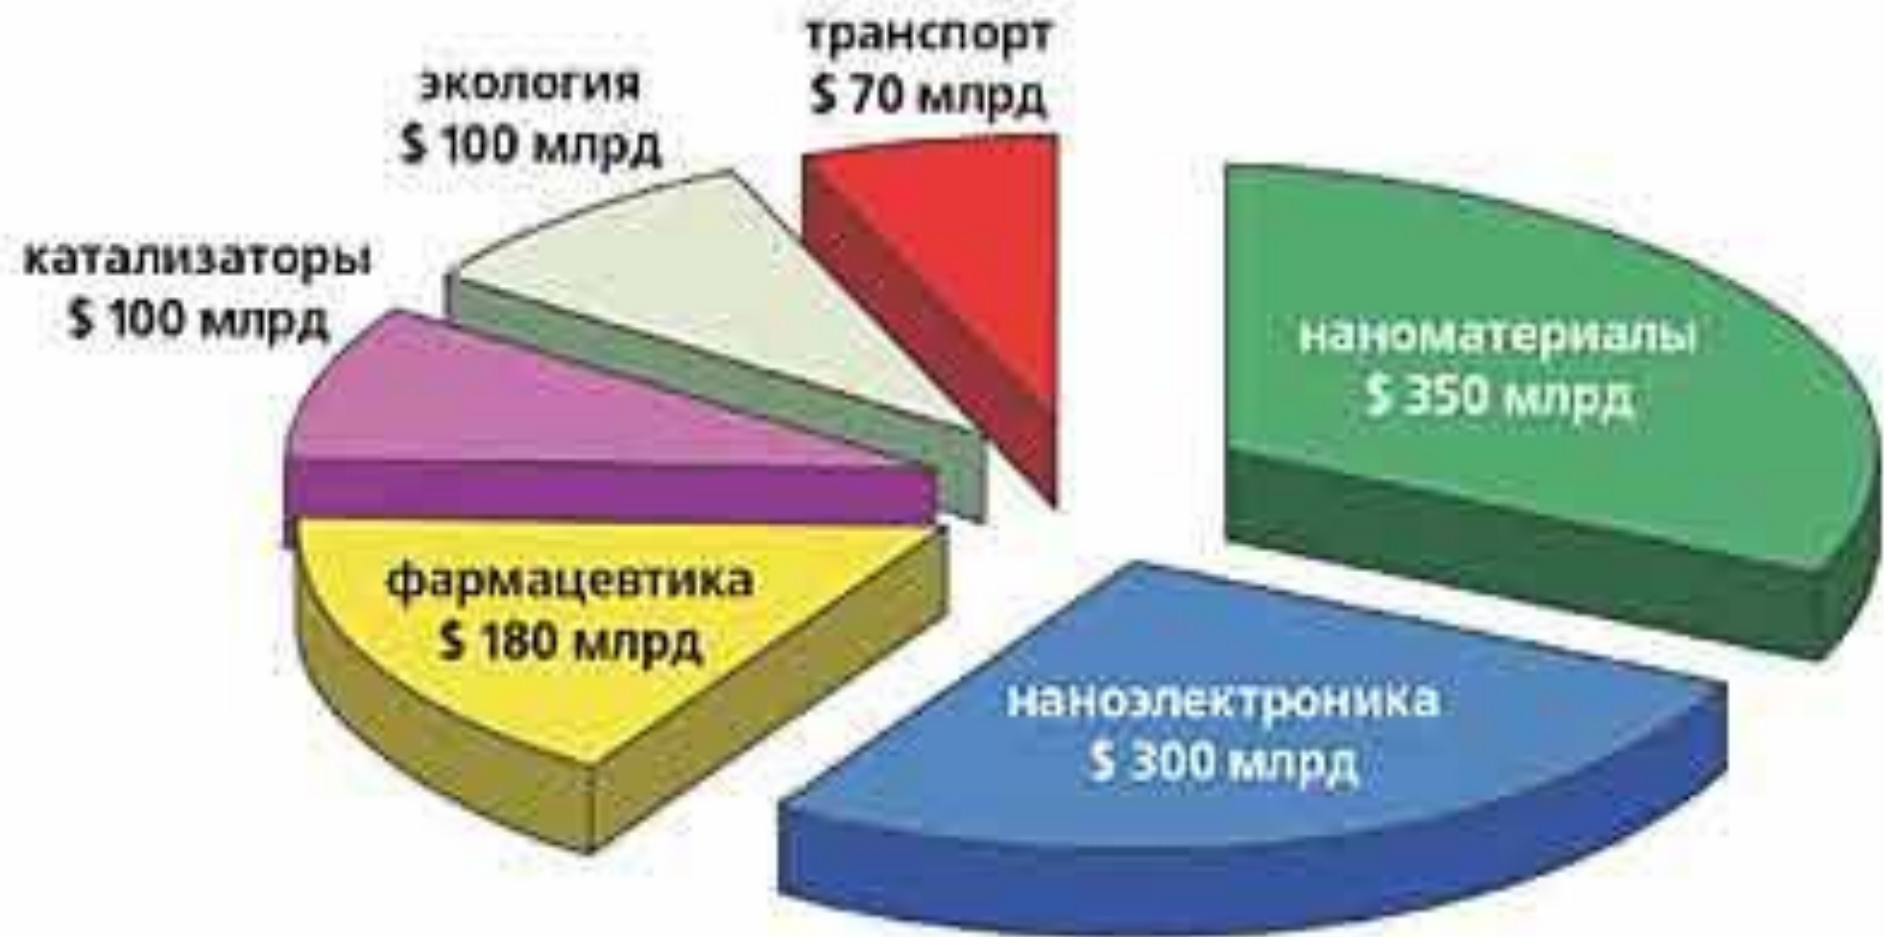 транспорт
$ 70 млрд
экология
$ 100 млрд
катализаторы
$ 100 млрд
наноматериалы
$ 350 млрд
фармацевтика
$ 180 млрд
наноэлектроника
$ 300 млрд